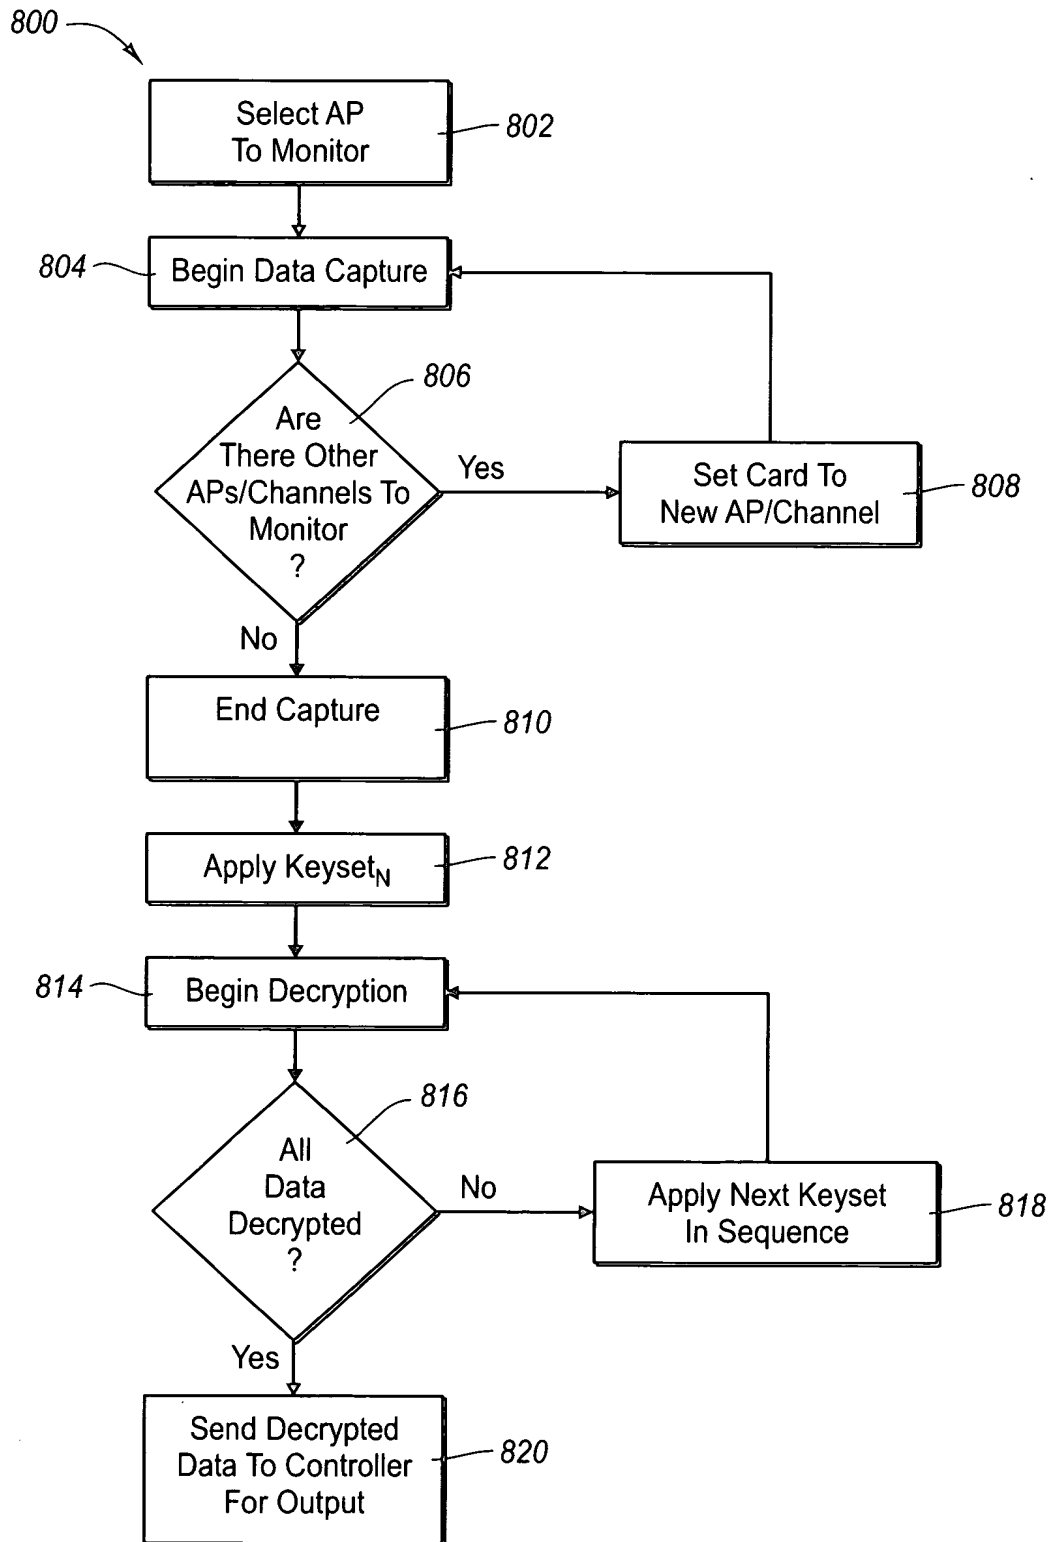 800
Select AP
To Monitor
802
804
Begin Data Capture
806
Are
There Other
APs/Channels To
Monitor
?
Yes
Set Card To
New AP/Channel
808
No
End Capture
810
Apply KeysetN
812
814
Begin Decryption
816
All
Data
Decrypted
?
No
Apply Next Keyset
In Sequence
818
Yes
Send Decrypted
Data To Controller
For Output
820